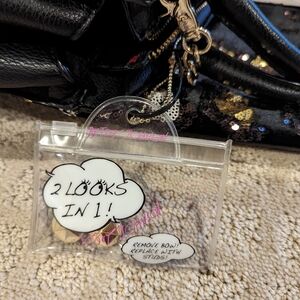 2 LOOKS
IN 1!
REMOVE BOW!
REPLACE WITH
STUDS!